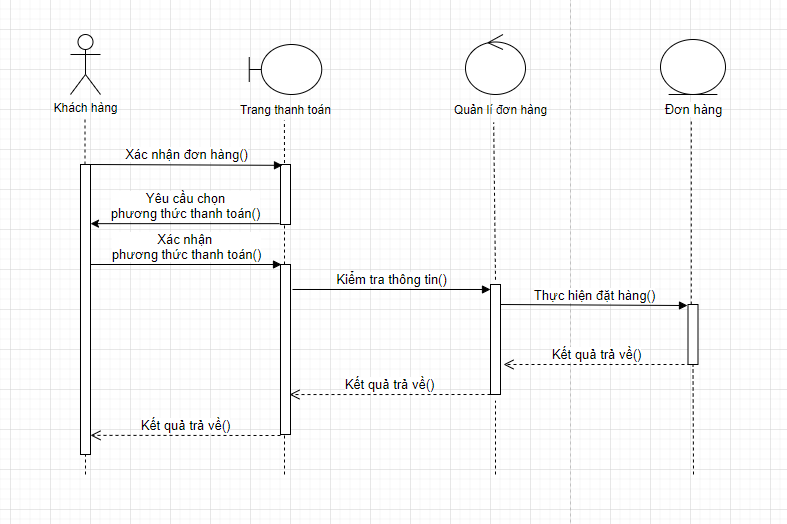 Khách hàng
Trang thanh toán
Quản lí đơn hàng
Đơn hàng
Xác nhận đơn hàng()
Yêu cầu chọn
phương thức thanh toán()
Xác nhận
phương thức thanh toán()
Kiểm tra thông tin()
Thực hiện đặt hàng()
Kết quả trả về()
Kết quả trả về()
Kết quả trả về()